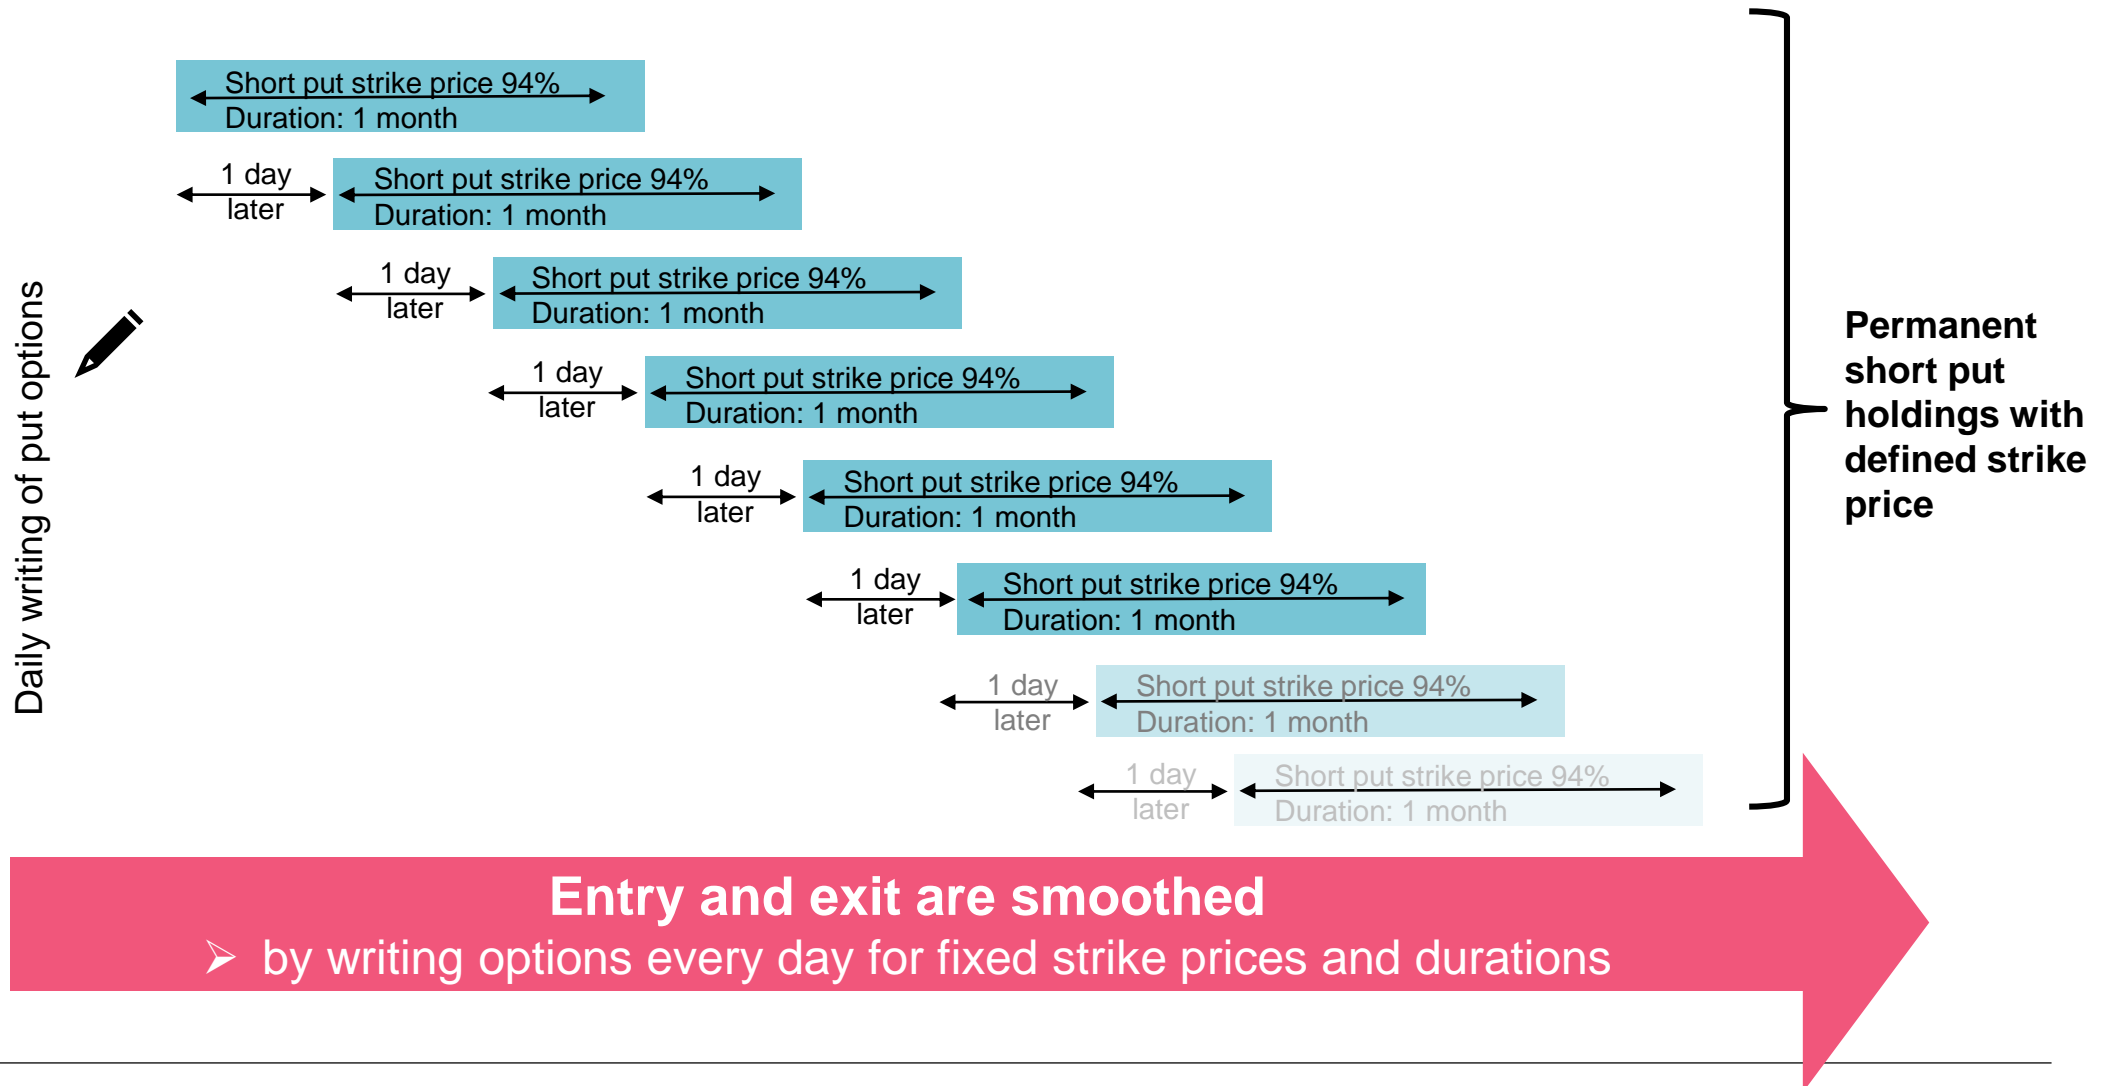 Daily writing of put options
Short put strike price 94%
Duration: 1 month
1 day
later
Short put strike price 94%
Duration: 1 month
1 day
later
Short put strike price 94%
Duration: 1 month
1 day
later
Short put strike price 94%
Duration: 1 month
1 day
later
Short put strike price 94%
Duration: 1 month
1 day
later
Short put strike price 94%
Duration: 1 month
1 day
later
Short put strike price 94%
Duration: 1 month
1 day
later
Short put strike price 94%
Duration: 1 month
Permanent
short put
holdings with
defined strike
price
Entry and exit are smoothed
➢ by writing options every day for fixed strike prices and durations